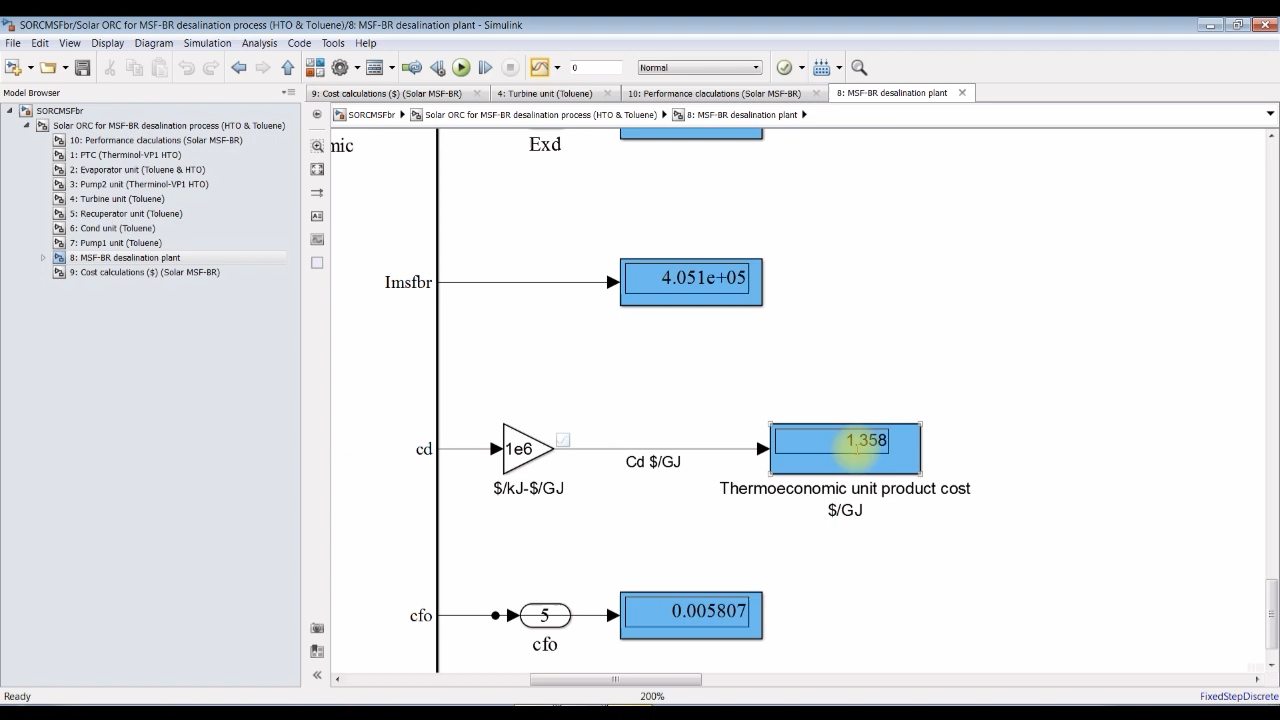 SORCMSFbr/Solar ORC for MSF-BR desalination process (HTO & Toluene)/8: MSF-BR desalination plant - Simulink
File Edit View Display Diagram Simulation Analysis Code Tools Help
0 Normal
Model Browser
9: Cost calculations ($) (Solar MSF-BR) 4: Turbine unit (Toluene) 10: Performance claculations (Solar MSF-BR) 8: MSF-BR desalination plant
SORCMSFbr Solar ORC for MSF-BR desalination process (HTO & Toluene) 8: MSF-BR desalination plant
SORCMSFbr
Solar ORC for MSF-BR desalination process (HTO & Toluene)
10: Performance claculations (Solar MSF-BR)
1: PTC (Therminol-VP1 HTO)
2: Evaporator unit (Toluene & HTO)
3: Pump2 unit (Therminol-VP1 HTO)
4: Turbine unit (Toluene)
5: Recuperator unit (Toluene)
6: Cond unit (Toluene)
7: Pump1 unit (Toluene)
8: MSF-BR desalination plant
9: Cost calculations ($) (Solar MSF-BR)
mic
Exd
Imsfbr
4.051e+05
cd
1e6
$/kJ-$/GJ
Cd $/GJ
1.358
Thermoeconomic unit product cost
$/GJ
cfo
5
cfo
0.005807
Ready
200%
FixedStepDiscrete